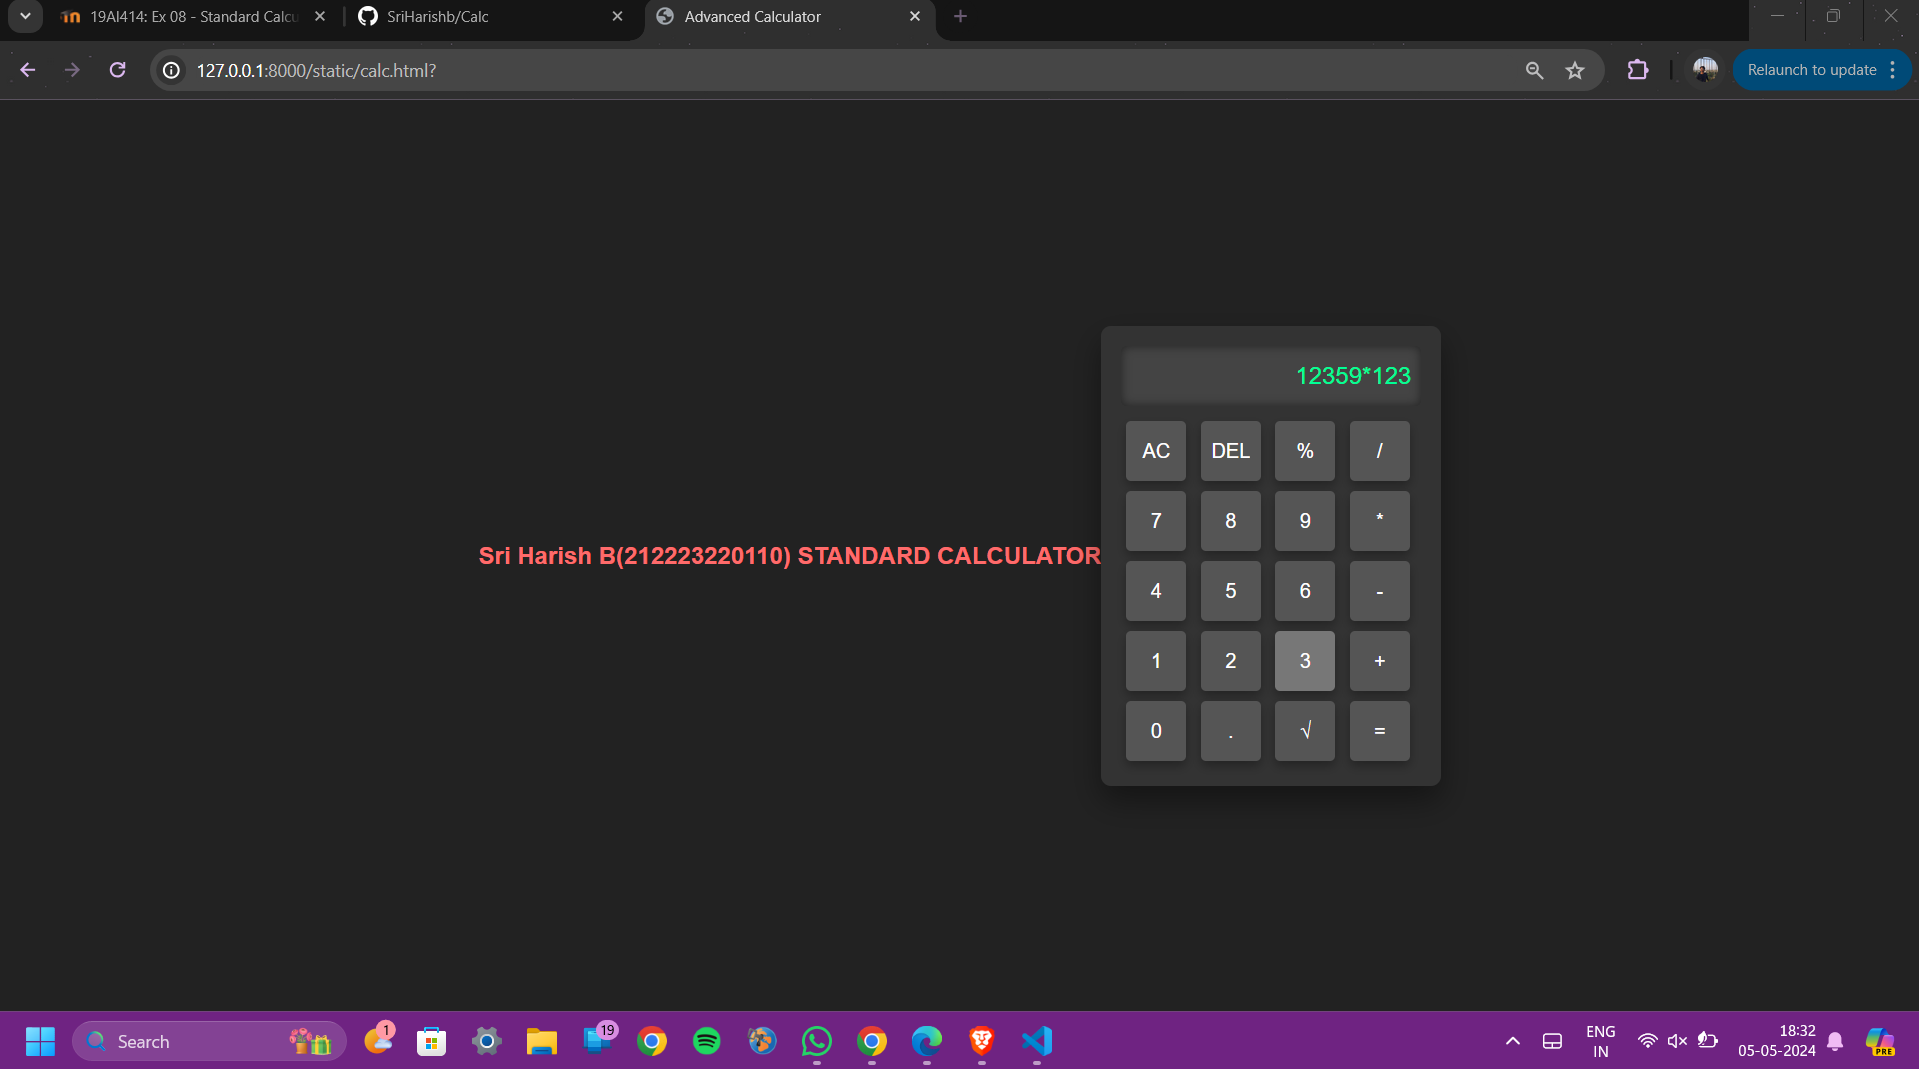 19AI414: Ex 08 - Standard Calcu
SriHarishb/Calc
Advanced Calculator
127.0.0.1:8000/static/calc.html?
Relaunch to update
12359*123
AC DEL % /
7 8 9 *
Sri Harish B(212223220110) STANDARD CALCULATOR
4 5 6 -
1 2 3 +
0 . √ =
Search
1
19
ENG
IN
18:32
05-05-2024
PRE